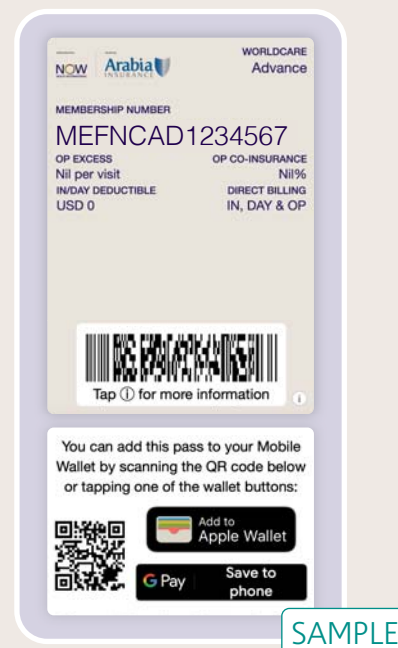 NOW
Arabia
INSURANCE
WORLDCARE
Advance
MEMBERSHIP NUMBER
MEFNCAD1234567
OP EXCESS OP CO-INSURANCE
Nil per visit Nil%
IN/DAY DEDUCTIBLE DIRECT BILLING
USD 0 IN, DAY & OP
Tap ⓘ for more information
You can add this pass to your Mobile
Wallet by scanning the QR code below
or tapping one of the wallet buttons:
Add to
Apple Wallet
G Pay
Save to
phone
SAMPLE